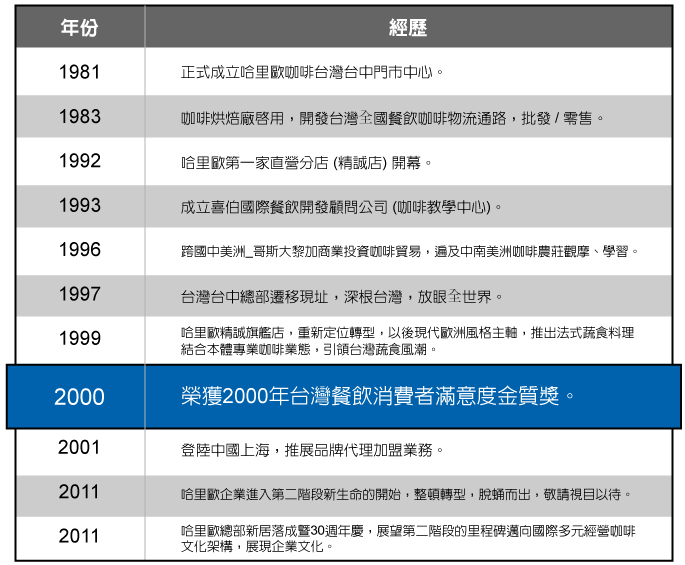 年份 經歷
1981 正式成立哈里歐咖啡台灣台中門市中心。
1983 咖啡烘焙廠啓用，開發台灣全國餐飲咖啡物流通路，批發 / 零售。
1992 哈里歐第一家直營分店 (精誠店) 開幕。
1993 成立喜伯國際餐飲開發顧問公司 (咖啡教學中心)。
1996 跨國中美洲_哥斯大黎加商業投資咖啡貿易，遍及中南美洲咖啡農莊觀摩、學習。
1997 台灣台中總部遷移現址，深根台灣，放眼全世界。
1999 哈里歐精誠旗艦店，重新定位轉型，以後現代歐洲風格主軸，推出法式蔬食料理
結合本體專業咖啡業態，引領台灣蔬食風潮。
2000 榮獲2000年台灣餐飲消費者滿意度金質獎。
2001 登陸中國上海，推展品牌代理加盟業務。
2011 哈里歐企業進入第二階段新生命的開始，整頓轉型，脫蛹而出，敬請視目以待。
2011 哈里歐總部新居落成暨30週年慶，展望第二階段的里程碑邁向國際多元經營咖啡
文化架構，展現企業文化。